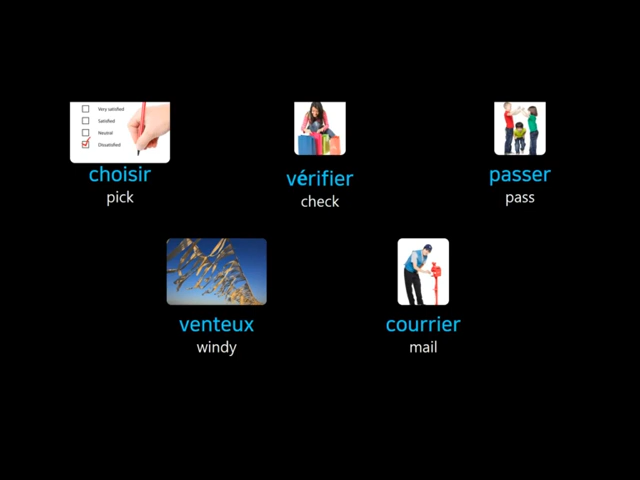 Very satisfied
Satisfied
Neutral
Dissatisfied
choisir
pick
vérifier
check
passer
pass
venteux
windy
courrier
mail